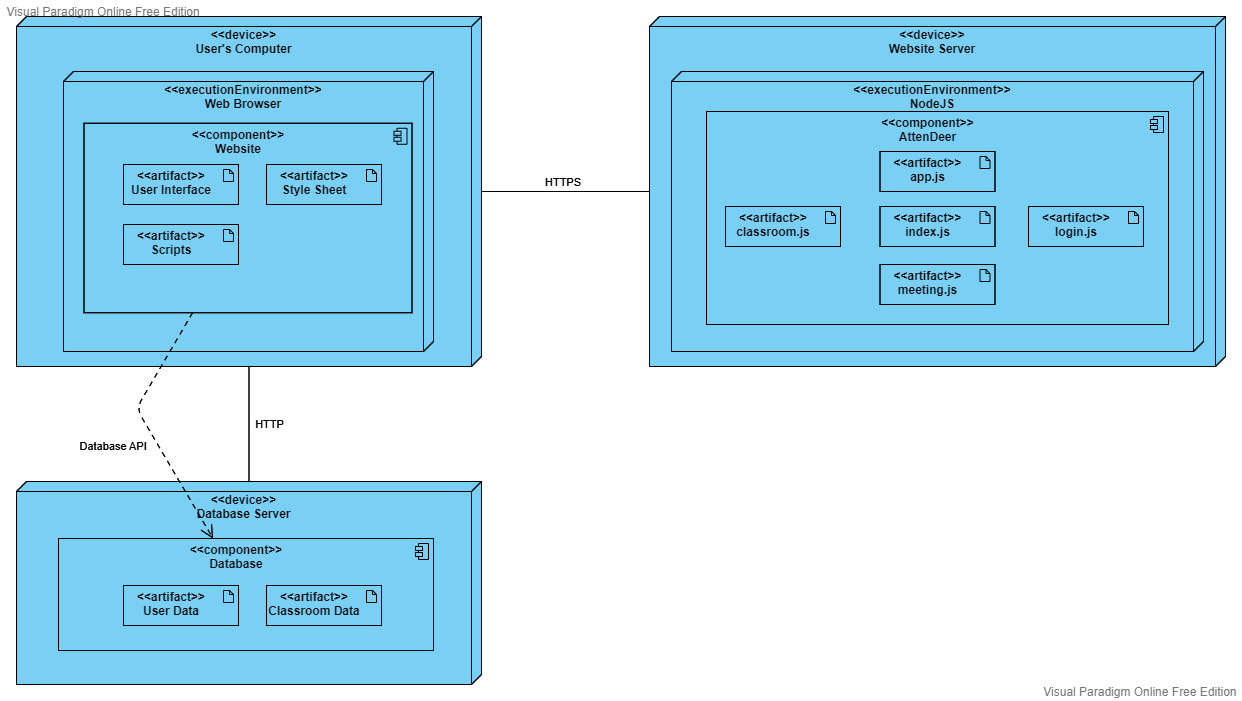 Visual Paradigm Online Free Edition
<<device>>
User's Computer
<<executionEnvironment>>
Web Browser
<<component>>
Website
<<artifact>>
User Interface
<<artifact>>
Style Sheet
<<artifact>>
Scripts
HTTPS
<<device>>
Website Server
<<executionEnvironment>>
NodeJS
<<component>>
AttenDeer
<<artifact>>
app.js
<<artifact>>
classroom.js
<<artifact>>
index.js
<<artifact>>
login.js
<<artifact>>
meeting.js
HTTP
Database API
<<device>>
Database Server
<<component>>
Database
<<artifact>>
User Data
<<artifact>>
Classroom Data
Visual Paradigm Online Free Edition